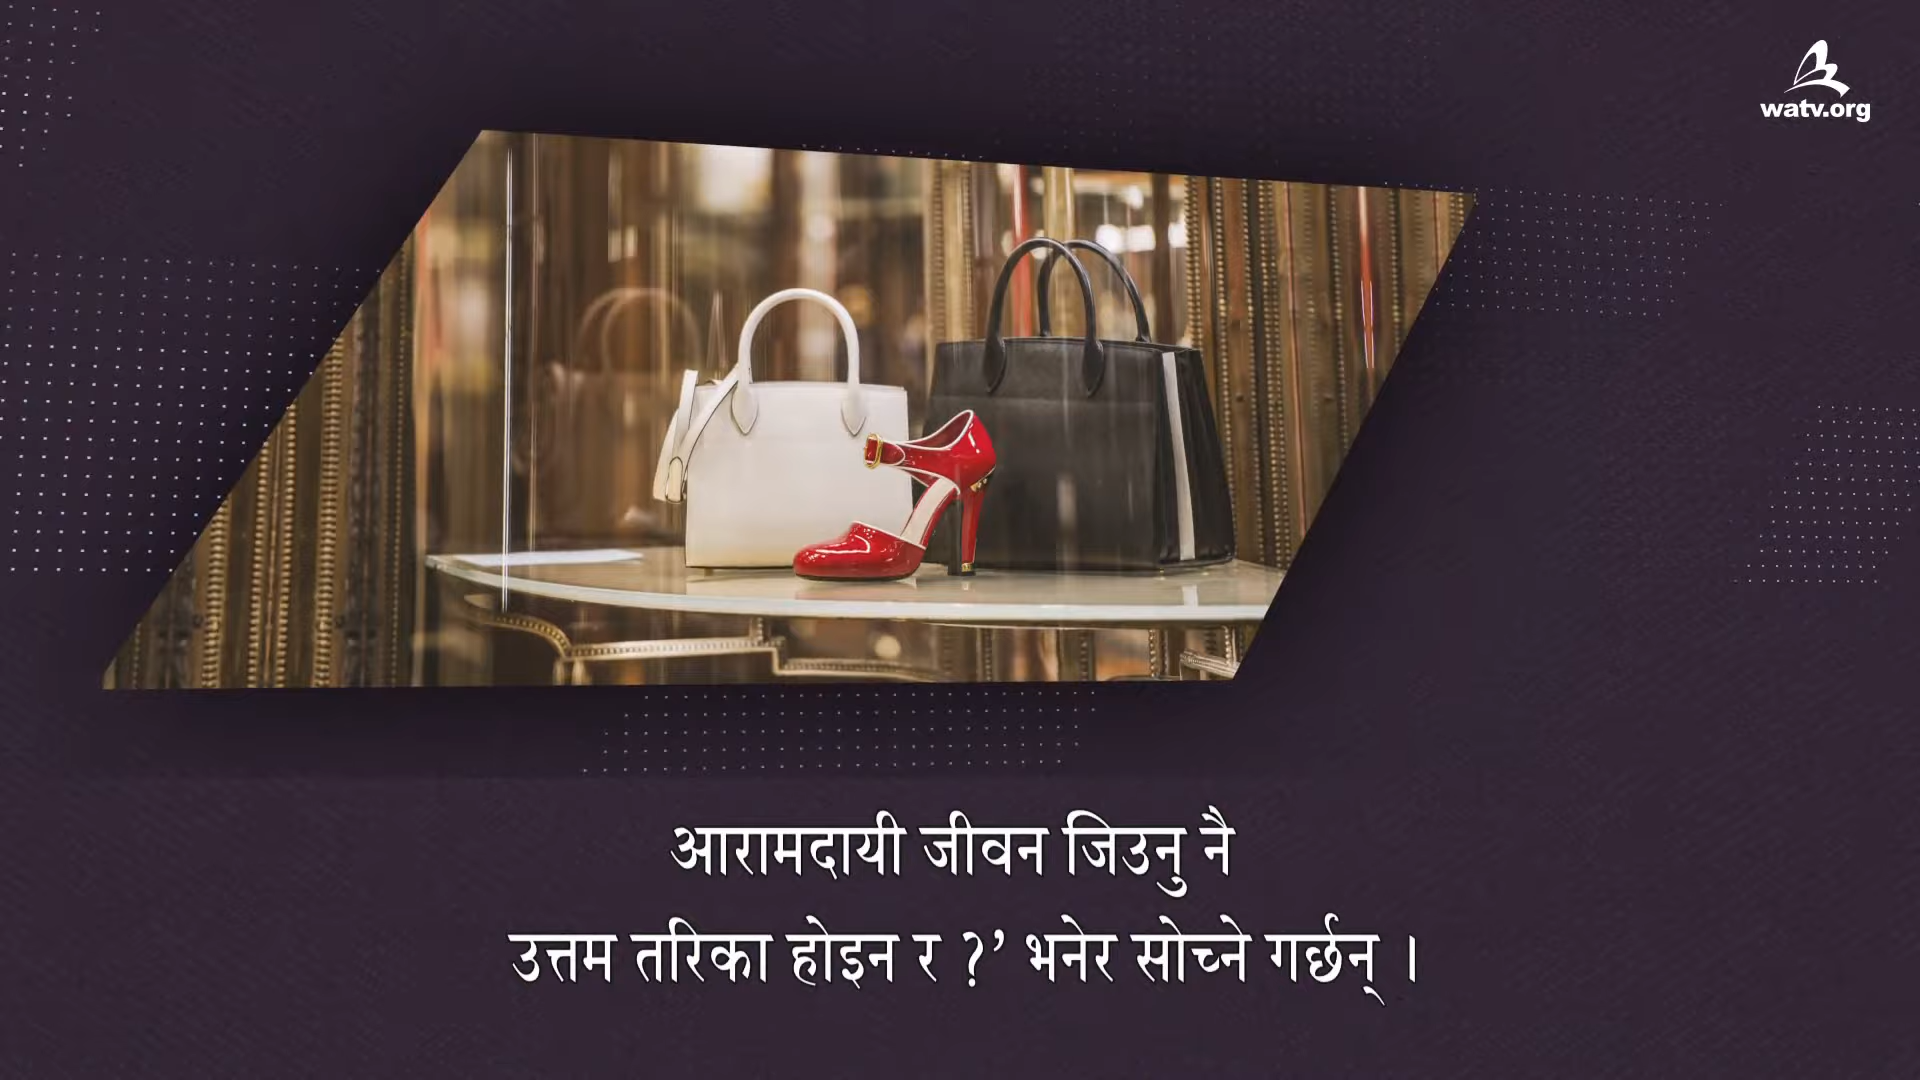 watv.org
आरामदायी जीवन जिउनु नै
उत्तम तरिका होइन र ?’ भनेर सोच्ने गर्छन् ।